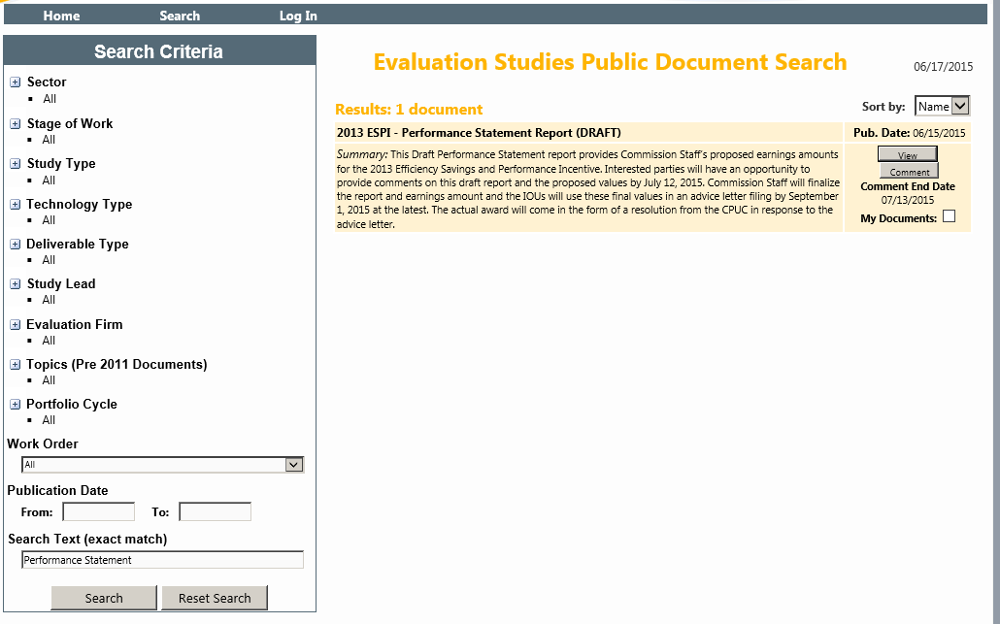 Home Search Log In
Search Criteria
Sector
All
Stage of Work
All
Study Type
All
Technology Type
All
Deliverable Type
All
Study Lead
All
Evaluation Firm
All
Topics (Pre 2011 Documents)
All
Portfolio Cycle
All
Work Order
All
Publication Date
From: To:
Search Text (exact match)
Performance Statement
Search Reset Search
Evaluation Studies Public Document Search
06/17/2015
Results: 1 document
Sort by: Name
2013 ESPI - Performance Statement Report (DRAFT)
Pub. Date: 06/15/2015
Summary: This Draft Performance Statement report provides Commission Staff's proposed earnings amounts
for the 2013 Efficiency Savings and Performance Incentive. Interested parties will have an opportunity to
provide comments on this draft report and the proposed values by July 12, 2015. Commission Staff will finalize
the report and earnings amount and the IOUs will use these final values in an advice letter filing by September
1, 2015 at the latest. The actual award will come in the form of a resolution from the CPUC in response to the
advice letter.
View
Comment
Comment End Date
07/13/2015
My Documents: